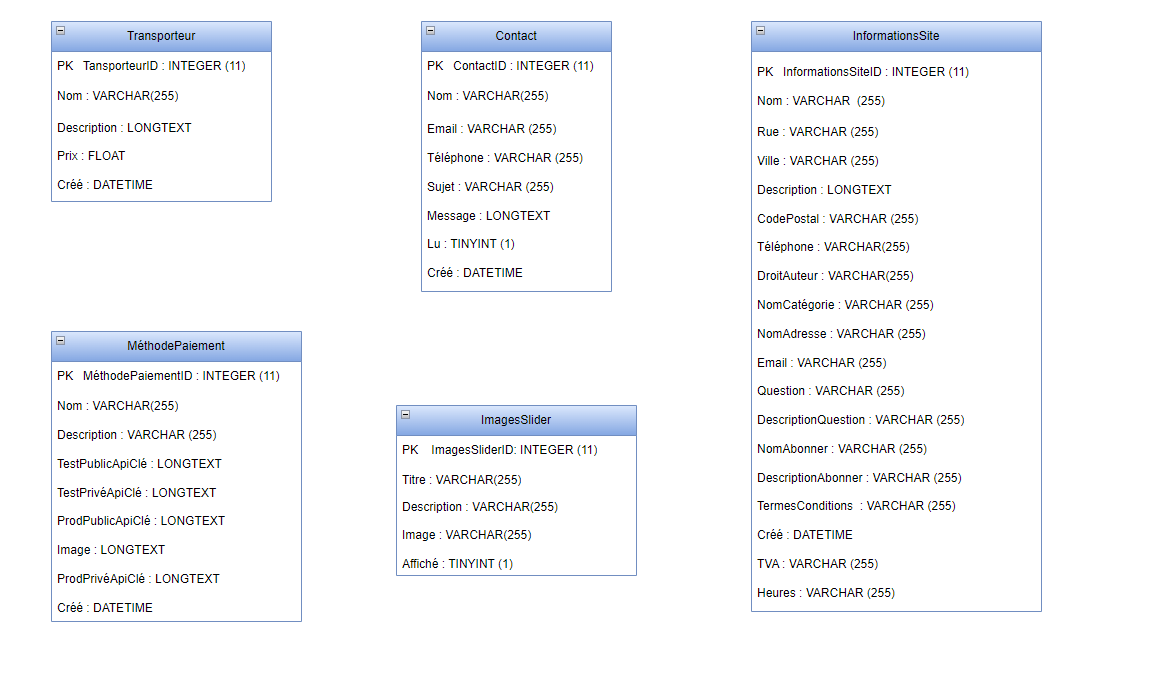 Transporteur
PK TansporteurID : INTEGER (11)
Nom : VARCHAR(255)
Description : LONGTEXT
Prix : FLOAT
Créé : DATETIME
Contact
PK ContactID : INTEGER (11)
Nom : VARCHAR(255)
Email : VARCHAR (255)
Téléphone : VARCHAR (255)
Sujet : VARCHAR (255)
Message : LONGTEXT
Lu : TINYINT (1)
Créé : DATETIME
InformationsSite
PK InformationsSiteID : INTEGER (11)
Nom : VARCHAR (255)
Rue : VARCHAR (255)
Ville : VARCHAR (255)
Description : LONGTEXT
CodePostal : VARCHAR (255)
Téléphone : VARCHAR(255)
DroitAuteur : VARCHAR(255)
NomCatégorie : VARCHAR (255)
NomAdresse : VARCHAR (255)
Email : VARCHAR (255)
Question : VARCHAR (255)
DescriptionQuestion : VARCHAR (255)
NomAbonner : VARCHAR (255)
DescriptionAbonner : VARCHAR (255)
TermesConditions : VARCHAR (255)
Créé : DATETIME
TVA : VARCHAR (255)
Heures : VARCHAR (255)
MéthodePaiement
PK MéthodePaiementID : INTEGER (11)
Nom : VARCHAR(255)
Description : VARCHAR (255)
TestPublicApiClé : LONGTEXT
TestPrivéApiClé : LONGTEXT
ProdPublicApiClé : LONGTEXT
Image : LONGTEXT
ProdPrivéApiClé : LONGTEXT
Créé : DATETIME
ImagesSlider
PK ImagesSliderID: INTEGER (11)
Titre : VARCHAR(255)
Description : VARCHAR(255)
Image : VARCHAR(255)
Affiché : TINYINT (1)